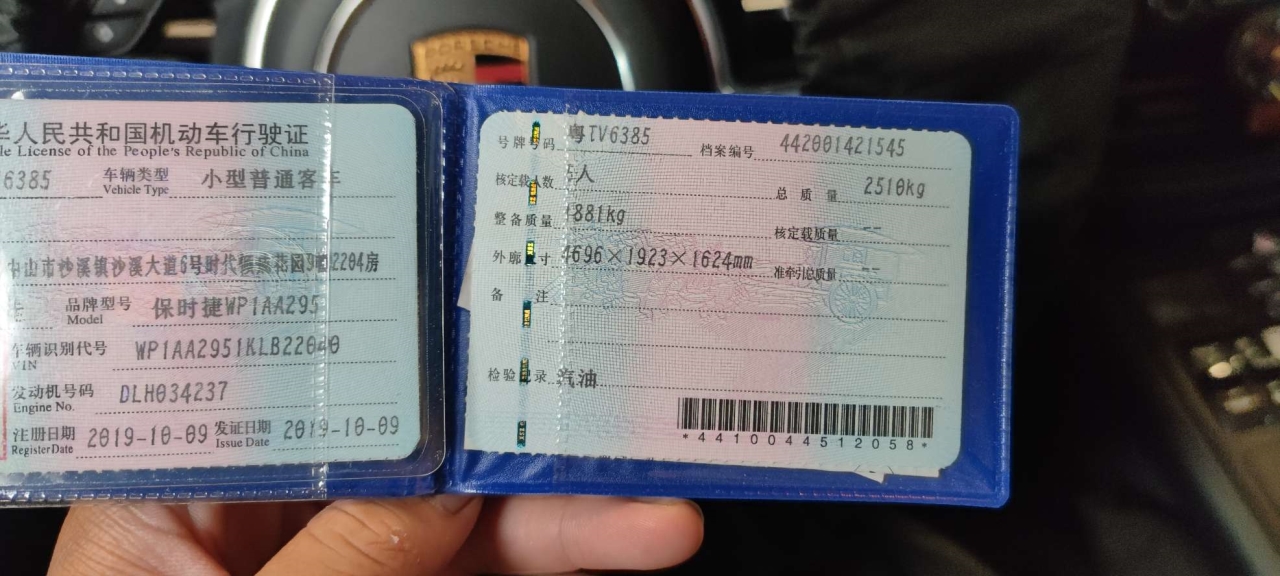 PORSCHE
华人民共和国机动车行驶证
le License of the People's Republic of China
6385 车辆类型 小型普通客车
Vehicle Type
中山市沙溪镇沙溪大道6号时代 花园 2204房
品牌型号 保时捷WP1AA295
Model
车辆识别代号 WP1AA2951KLB22
VIN
发动机号码 DLH034237
Engine No.
注册日期 2019-10-09 发证日期 2019-10-09
Register Date Issue Date
号牌号码 粤TV6385 档案编号 442001421545
核定载人数 人 总质量 2510kg
整备质量 1881kg 核定载质量 --
外廓 寸 4696×1923×1624mm 准牵引总质量 --
备注
检验 录 汽油
*4410044512058*